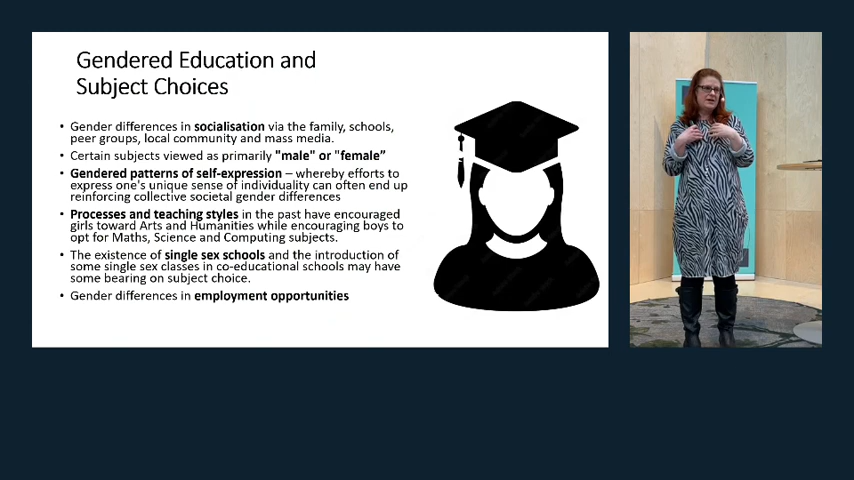 Gendered Education and
Subject Choices
• Gender differences in socialisation via the family, schools,
peer groups, local community and mass media.
• Certain subjects viewed as primarily "male" or "female”
• Gendered patterns of self-expression – whereby efforts to
express one's unique sense of individuality can often end up
reinforcing collective societal gender differences
• Processes and teaching styles in the past have encouraged
girls toward Arts and Humanities while encouraging boys to
opt for Maths, Science and Computing subjects.
• The existence of single sex schools and the introduction of
some single sex classes in co-educational schools may have
some bearing on subject choice.
• Gender differences in employment opportunities